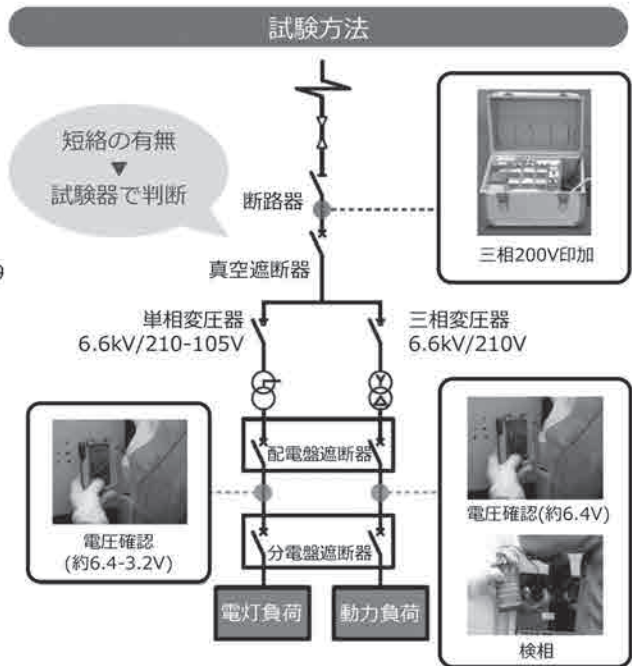 試験方法
短絡の有無
▼
試験器で判断
断路器
三相200V印加
9
真空遮断器
単相変圧器
6.6kV/210-105V
三相変圧器
6.6kV/210V
配電盤遮断器
電圧確認
(約6.4-3.2V)
電圧確認(約6.4V)
分電盤遮断器
電灯負荷
動力負荷
検相